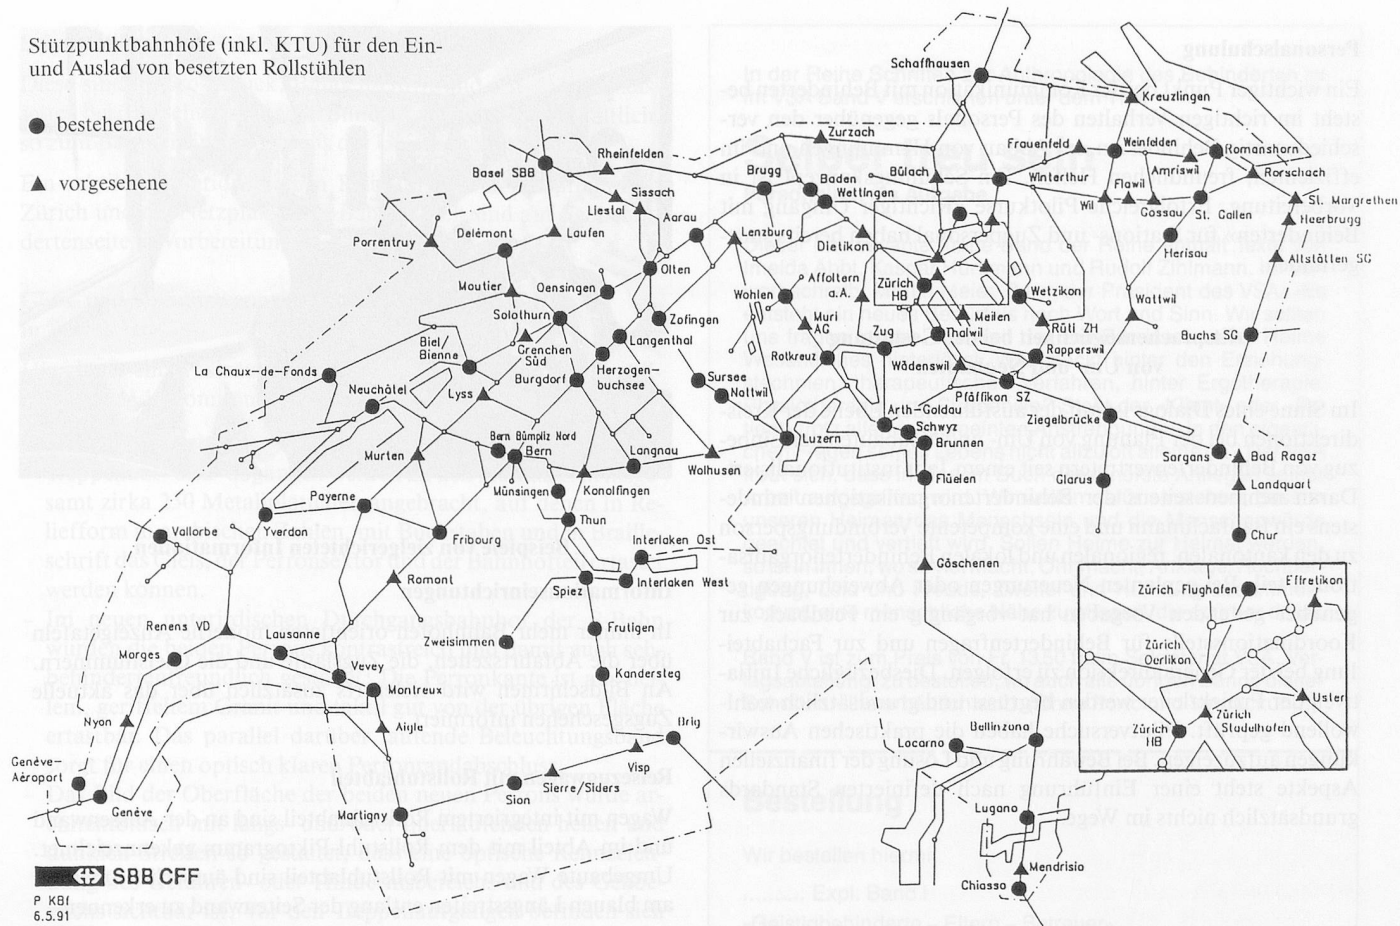 Stützpunktbahnhöfe (inkl. KTU) für den Ein-
und Auslad von besetzten Rollstühlen
bestehende
vorgesehene
Schaffhausen
Kreuzlingen
Zurzach
Frauenfeld
Weinfelden
Romanshorn
Rheinfelden
Basel SBB
Brugg
Baden
Bülach
Winterthur
Amriswil
Rorschach
Sissach
Liestal
Aarau
Wettingen
Flawil
Wil
Gossau
St. Gallen
St. Margrethen
Heerbrugg
Porrentruy
Delémont
Laufen
Lenzburg
Dietikon
Herisau
Altstätten SG
Olten
Moutier
Oensingen
Affoltern
a.A.
Zürich
HB
Wetzikon
Wohlen
Wattwil
Solothurn
Zofingen
Muri
AG
Meilen
Rüti ZH
Buchs SG
Biel/
Bienne
Grenchen
Süd
Langenthal
Zug
Thalwil
La Chaux-de-Fonds
Herzogen-
buchsee
Rotkreuz
Rapperswil
Wädenswil
Neuchâtel
Lyss
Burgdorf
Sursee
Nottwil
Pfäffikon SZ
Arth-Goldau
Schwyz
Ziegelbrücke
Bern Bümpliz Nord
Bern
Luzern
Brunnen
Murten
Langnau
Wolhusen
Sargans
Bad Ragaz
Flüelen
Glarus
Landquart
Münsingen
Konolfingen
Payerne
Vallorbe
Yverdon
Thun
Fribourg
Interlaken Ost
Chur
Göschenen
Romont
Spiez
Interlaken West
Effretikon
Zürich Flughafen
Renens VD
Lausanne
Zweisimmen
Frutigen
Zürich
Oerlikon
Morges
Vevey
Kandersteg
Montreux
Uster
Nyon
Aigle
Brig
Bellinzona
Zürich
HB
Zürich
Stadelhofen
Locarno
Visp
Genève-
Aéroport
Sierre/Siders
Sion
Genève
Martigny
Lugano
Mendrisio
Chiasso
SBB CFF
P KBf
6.5.91